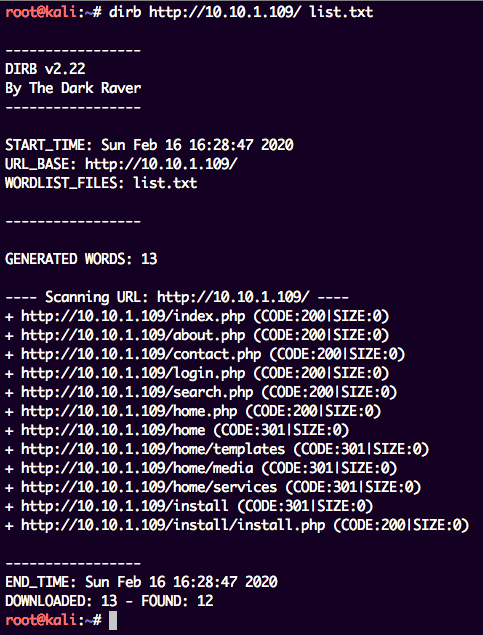 root@kali:~# dirb http://10.10.1.109/ list.txt
-----------------
DIRB v2.22
By The Dark Raver
-----------------
START_TIME: Sun Feb 16 16:28:47 2020
URL_BASE: http://10.10.1.109/
WORDLIST_FILES: list.txt
-----------------
GENERATED WORDS: 13
---- Scanning URL: http://10.10.1.109/ ----
+ http://10.10.1.109/index.php (CODE:200|SIZE:0)
+ http://10.10.1.109/about.php (CODE:200|SIZE:0)
+ http://10.10.1.109/contact.php (CODE:200|SIZE:0)
+ http://10.10.1.109/login.php (CODE:200|SIZE:0)
+ http://10.10.1.109/search.php (CODE:200|SIZE:0)
+ http://10.10.1.109/home.php (CODE:200|SIZE:0)
+ http://10.10.1.109/home (CODE:301|SIZE:0)
+ http://10.10.1.109/home/templates (CODE:301|SIZE:0)
+ http://10.10.1.109/home/media (CODE:301|SIZE:0)
+ http://10.10.1.109/home/services (CODE:301|SIZE:0)
+ http://10.10.1.109/install (CODE:301|SIZE:0)
+ http://10.10.1.109/install/install.php (CODE:200|SIZE:0)
-----------------
END_TIME: Sun Feb 16 16:28:47 2020
DOWNLOADED: 13 - FOUND: 12
root@kali:~#